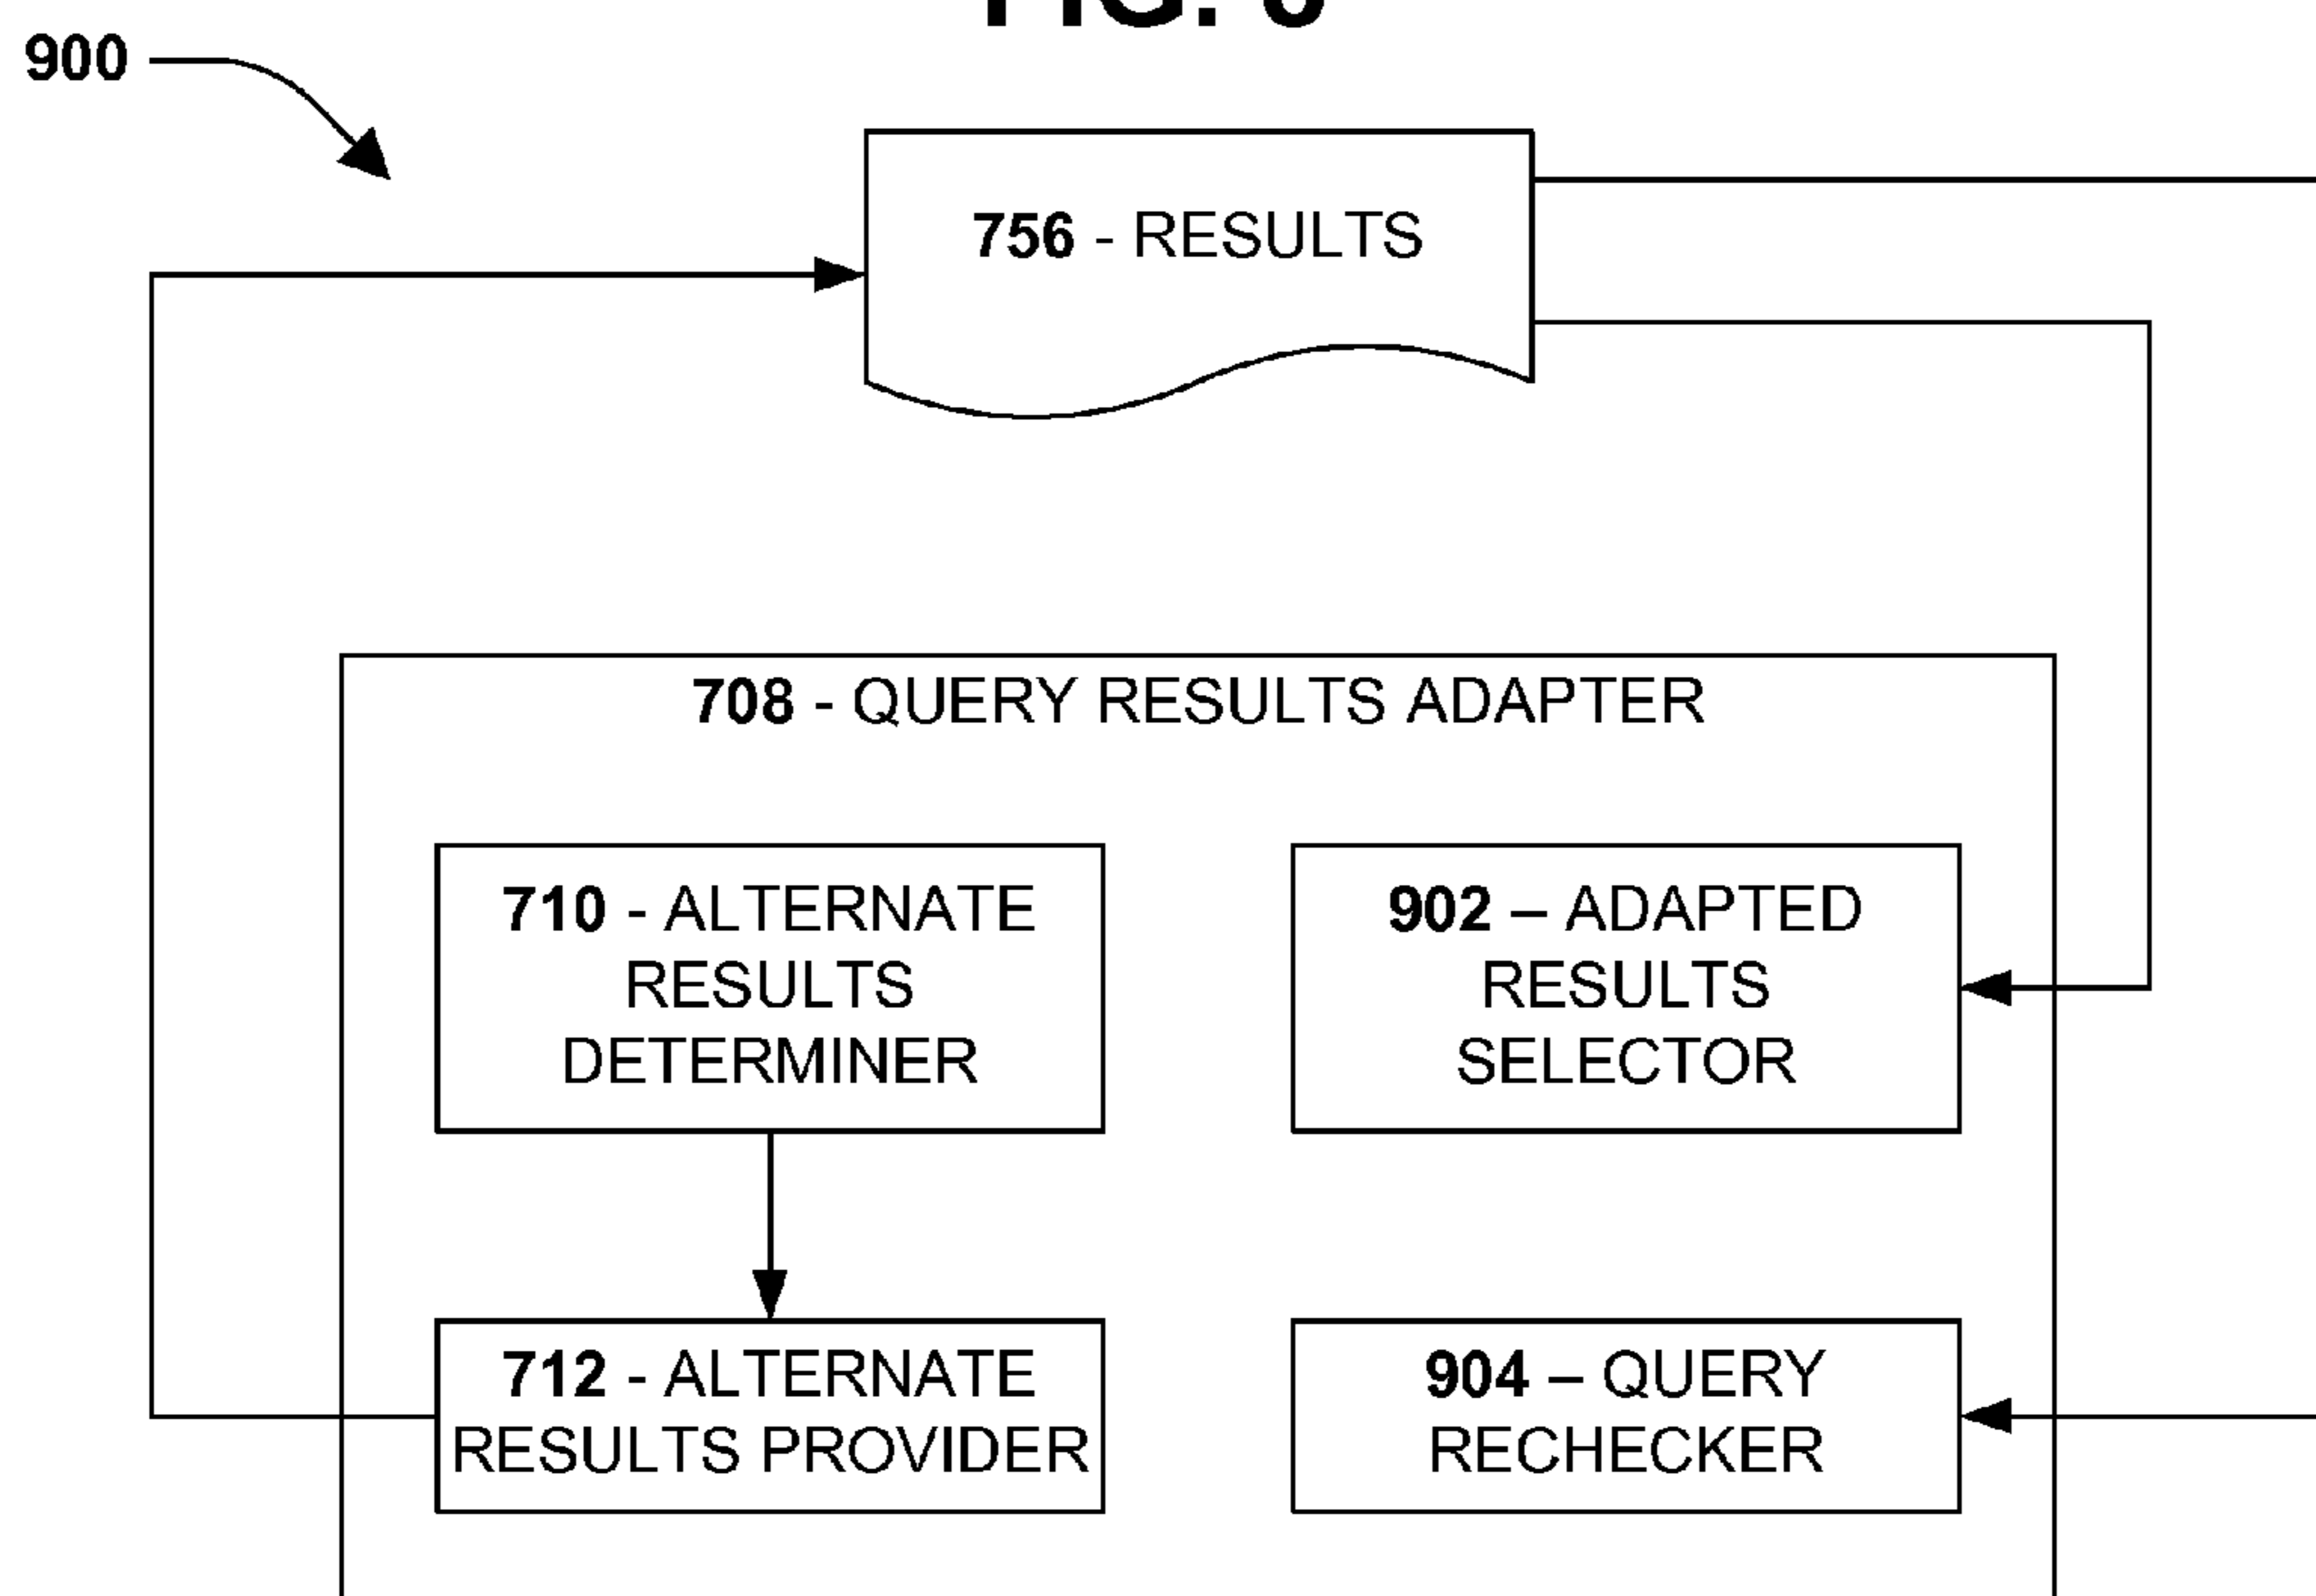 FIG.
900
756 - RESULTS
708 - QUERY RESULTS ADAPTER
710 - ALTERNATE
RESULTS
DETERMINER
902 – ADAPTED
RESULTS
SELECTOR
712 - ALTERNATE
RESULTS PROVIDER
904 – QUERY
RECHECKER